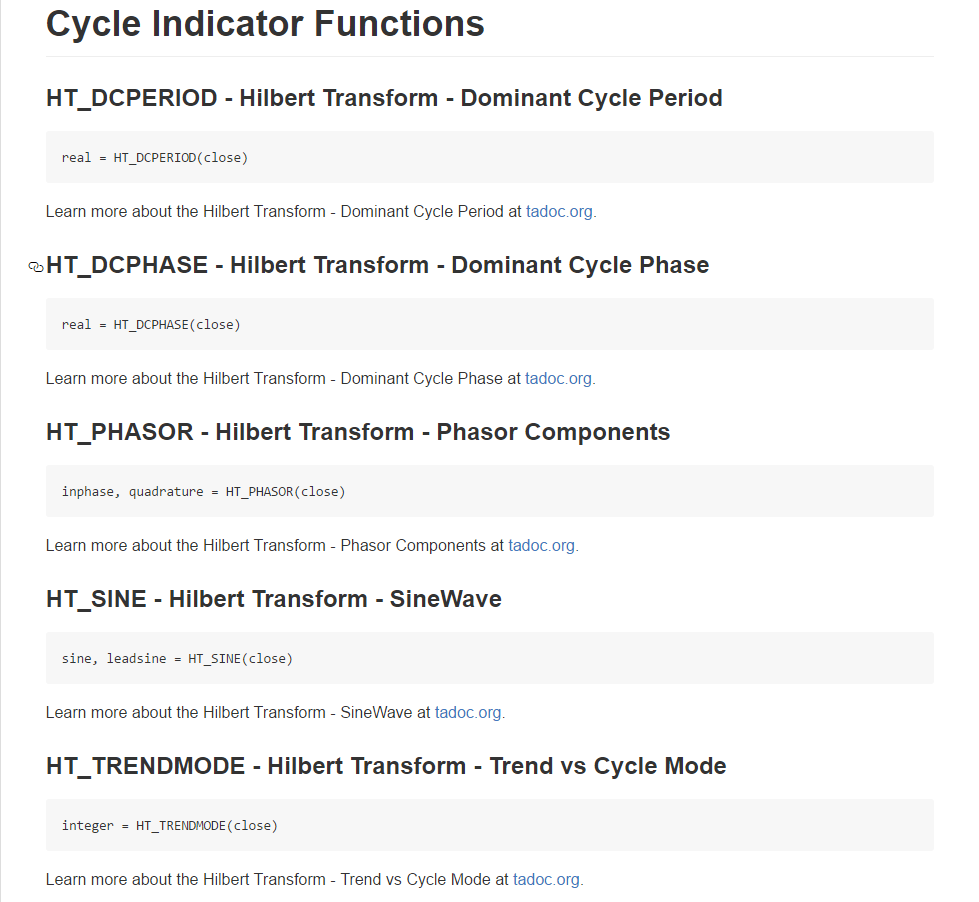 Cycle Indicator Functions
HT_DCPERIOD - Hilbert Transform - Dominant Cycle Period
real = HT_DCPERIOD(close)
Learn more about the Hilbert Transform - Dominant Cycle Period at tadoc.org.
HT_DCPHASE - Hilbert Transform - Dominant Cycle Phase
real = HT_DCPHASE(close)
Learn more about the Hilbert Transform - Dominant Cycle Phase at tadoc.org.
HT_PHASOR - Hilbert Transform - Phasor Components
inphase, quadrature = HT_PHASOR(close)
Learn more about the Hilbert Transform - Phasor Components at tadoc.org.
HT_SINE - Hilbert Transform - SineWave
sine, leadsine = HT_SINE(close)
Learn more about the Hilbert Transform - SineWave at tadoc.org.
HT_TRENDMODE - Hilbert Transform - Trend vs Cycle Mode
integer = HT_TRENDMODE(close)
Learn more about the Hilbert Transform - Trend vs Cycle Mode at tadoc.org.